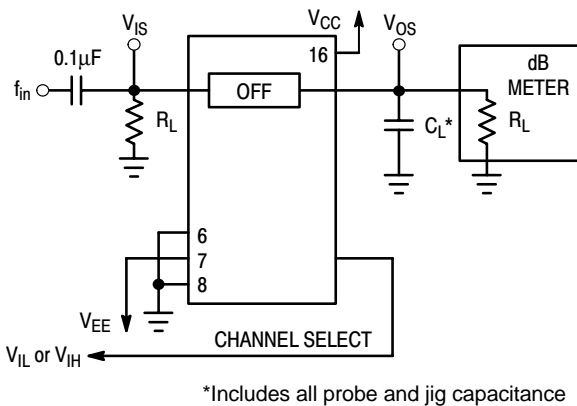 V_CC
V_IS
V_OS
16
dB
METER
0.1μF
f_in
OFF
R_L
C_L*
R_L
6
7
8
V_EE
CHANNEL SELECT
V_IL or V_IH
*Includes all probe and jig capacitance